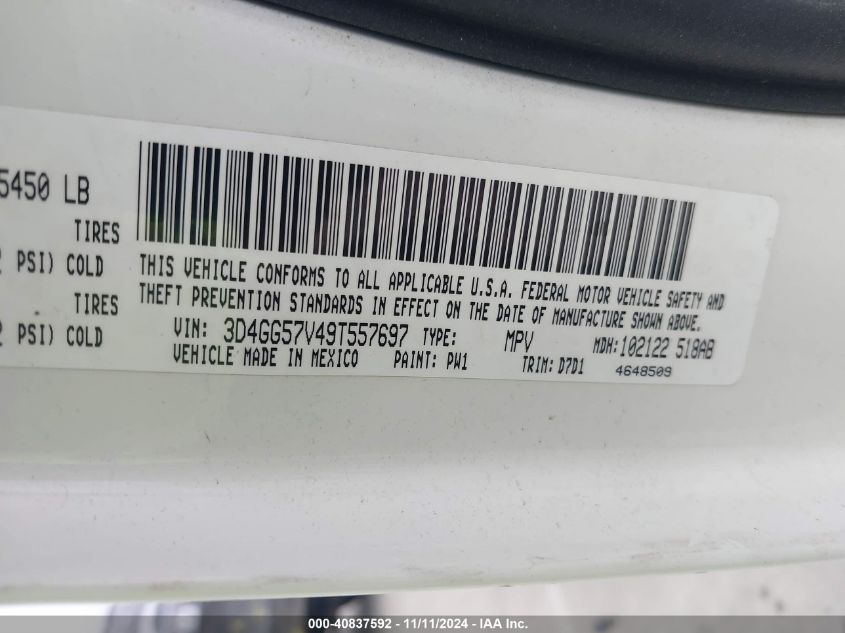 5450 LB
TIRES
PSI) COLD
TIRES
PSI) COLD
THIS VEHICLE CONFORMS TO ALL APPLICABLE U.S.A. FEDERAL MOTOR VEHICLE SAFETY AND
THEFT PREVENTION STANDARDS IN EFFECT ON THE DATE OF MANUFACTURE SHOWN ABOVE.
VIN: 3D4GG57V49T557697 TYPE: MPV MDH: 102122 518AB
VEHICLE MADE IN MEXICO PAINT: PW1 TRIM: D7D1 4648509
000-40837592 - 11/11/2024 - IAA Inc.